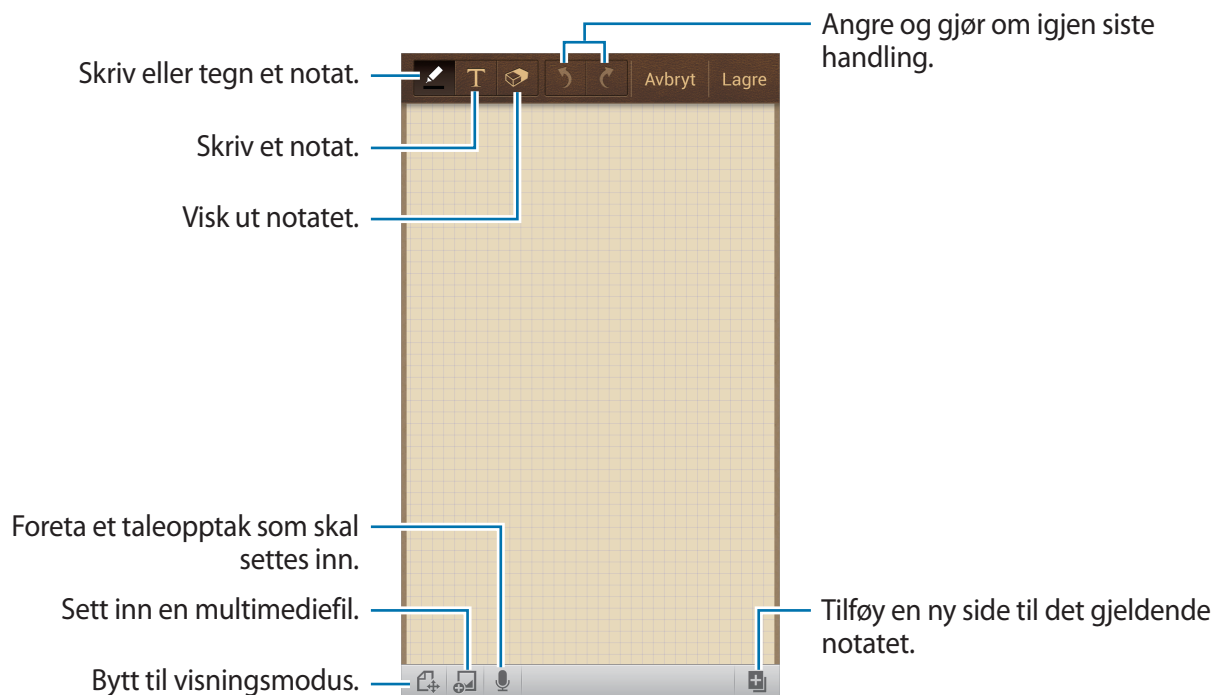 Angre og gjør om igjen siste
handling.
Skriv eller tegn et notat.
T
Avbryt
Lagre
Skriv et notat.
Visk ut notatet.
Foreta et taleopptak som skal
settes inn.
Sett inn en multimediefil.
Tilføy en ny side til det gjeldende
notatet.
Bytt til visningsmodus.